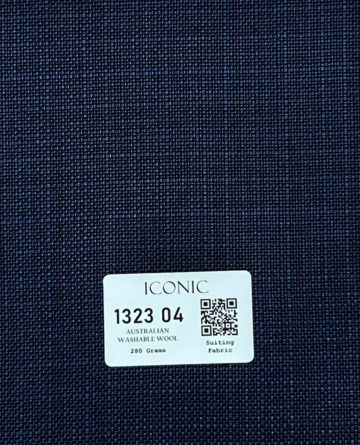 ICONIC
1323 04
AUSTRALIAN
WASHABLE WOOL
280 Grams
Suiting
Fabric